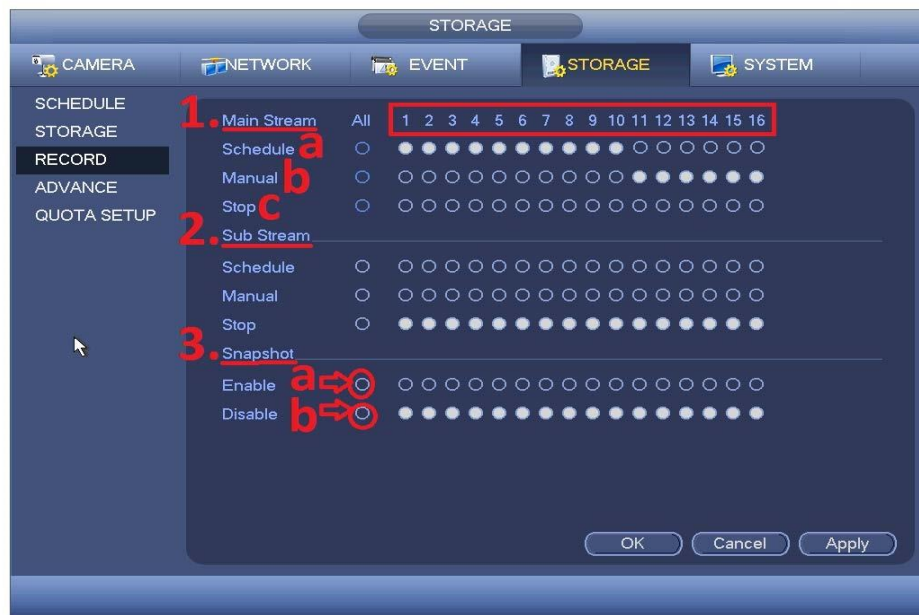 STORAGE
CAMERA NETWORK EVENT STORAGE SYSTEM
SCHEDULE
STORAGE
RECORD
ADVANCE
QUOTA SETUP
1. Main Stream All 1 2 3 4 5 6 7 8 9 10 11 12 13 14 15 16
Schedule a
Manual b
Stop c
2. Sub Stream
Schedule
Manual
Stop
3. Snapshot
Enable a
Disable b
OK Cancel Apply